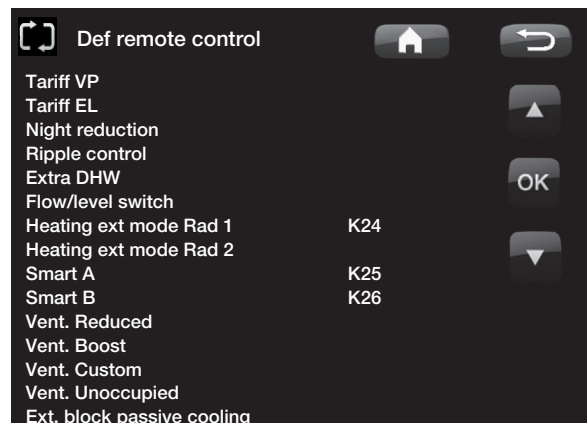 Def remote control
Tariff VP
Tariff EL
Night reduction
Ripple control
Extra DHW
OK
Flow/level switch
Heating ext mode Rad 1 K24
Heating ext mode Rad 2
Smart A K25
Smart B K26
Vent. Reduced
Vent. Boost
Vent. Custom
Vent. Unoccupied
Ext. block passive cooling